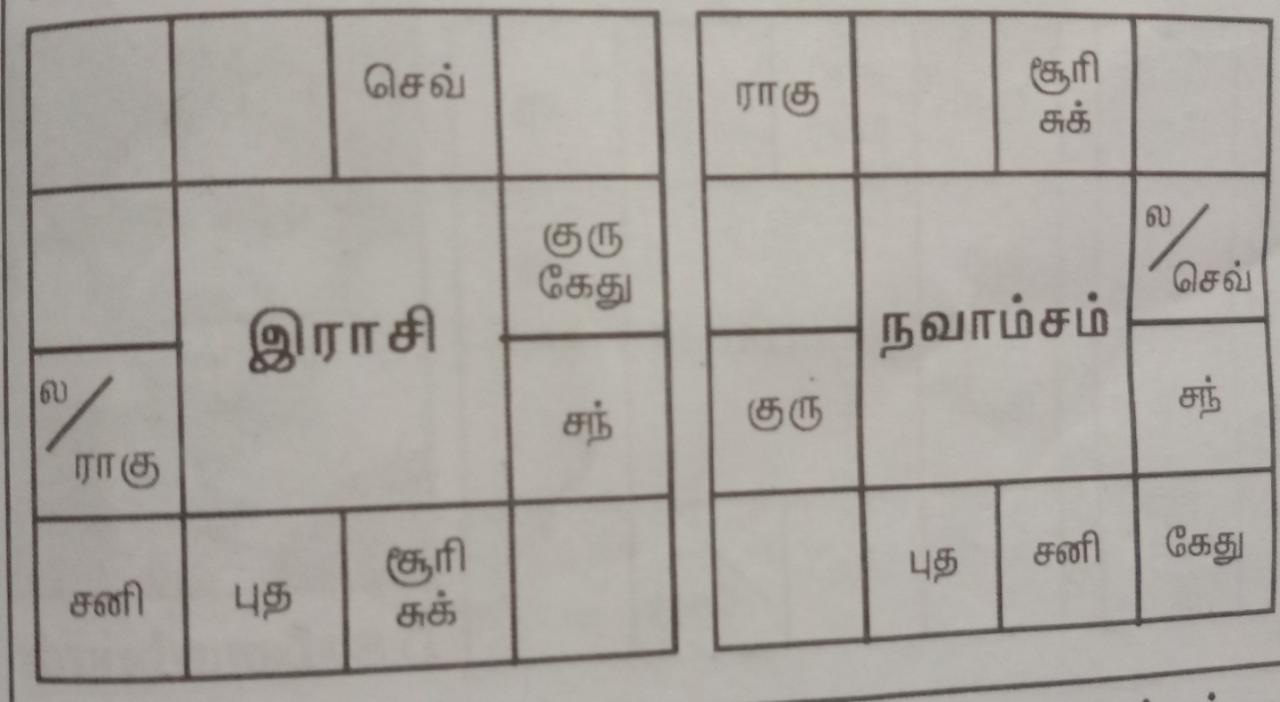 செவ்
குரு
கேது
இராசி
ல
ராகு
சந்
சனி
புத
சூரி
சுக்
ராகு
சூரி
சுக்
ல
செவ்
நவாம்சம்
குரு
சந்
புத
சனி
கேது